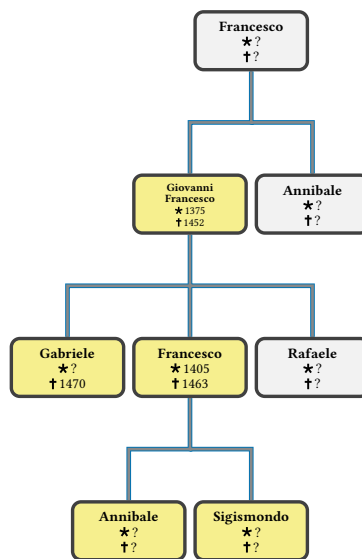 Francesco
★ ?
✝ ?
Giovanni
Francesco
★ 1375
✝ 1452
Annibale
★ ?
✝ ?
Gabriele
★ ?
✝ 1470
Francesco
★ 1405
✝ 1463
Rafaele
★ ?
✝ ?
Annibale
★ ?
✝ ?
Sigismondo
★ ?
✝ ?